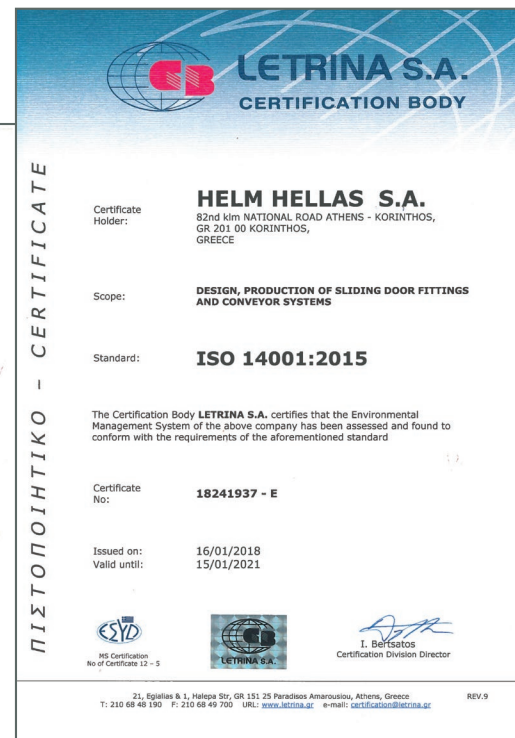 LETRINA S.A.
CERTIFICATION BODY
ΠΙΣΤΟΠΟΙΗΤΙΚΟ – CERTIFICATE
Certificate
Holder:
HELM HELLAS S.A.
82nd klm NATIONAL ROAD ATHENS - KORINTHOS,
GR 201 00 KORINTHOS,
GREECE
Scope:
DESIGN, PRODUCTION OF SLIDING DOOR FITTINGS
AND CONVEYOR SYSTEMS
Standard:
ISO 14001:2015
The Certification Body LETRINA S.A. certifies that the Environmental
Management System of the above company has been assessed and found to
conform with the requirements of the aforementioned standard
Certificate
No:
18241937 - E
Issued on:
16/01/2018
Valid until:
15/01/2021
ESYD
MS Certification
No of Certificate 12 – 5
LETRINA S.A.
I. Bertsatos
Certification Division Director
21, Egialias & 1, Halepa Str, GR 151 25 Paradisos Amarousiou, Athens, Greece
REV.9
T: 210 68 48 190 F: 210 68 49 700 URL: www.letrina.gr e-mail: certification@letrina.gr